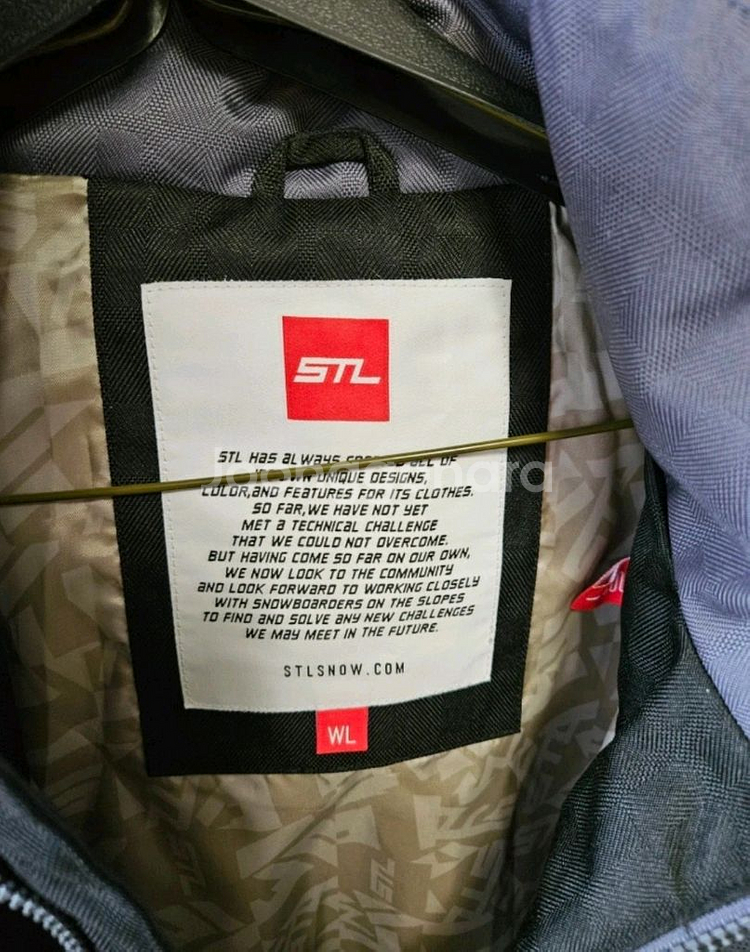 STL
STL HAS ALWAYS ALL OF
UNIQUE DESIGNS,
COLOR,AND FEATURES FOR ITS CLOTHES.
SO FAR,WE HAVE NOT YET
MET A TECHNICAL CHALLENGE
THAT WE COULD NOT OVERCOME.
BUT HAVING COME SO FAR ON OUR OWN,
WE NOW LOOK TO THE COMMUNITY
AND LOOK FORWARD TO WORKING CLOSELY
WITH SNOWBOARDERS ON THE SLOPES
TO FIND AND SOLVE ANY NEW CHALLENGES
WE MAY MEET IN THE FUTURE.
STLSNOW.COM
WL
STL